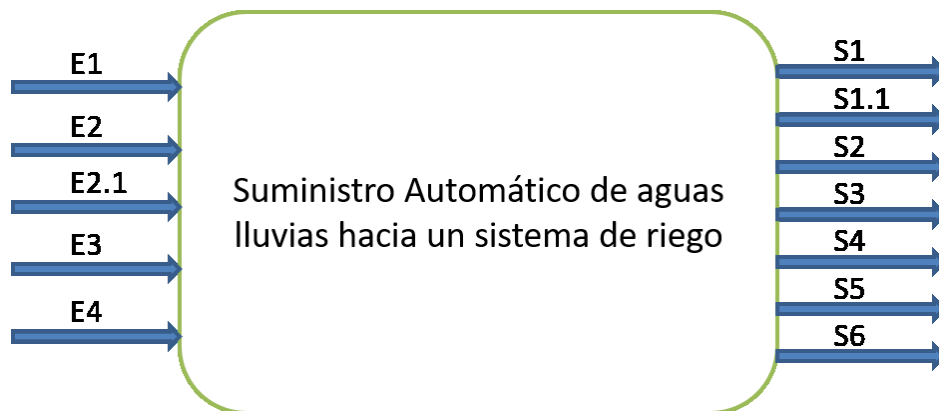 E1
E2
E2.1
E3
E4
Suministro Automático de aguas
lluvias hacia un sistema de riego
S1
S1.1
S2
S3
S4
S5
S6